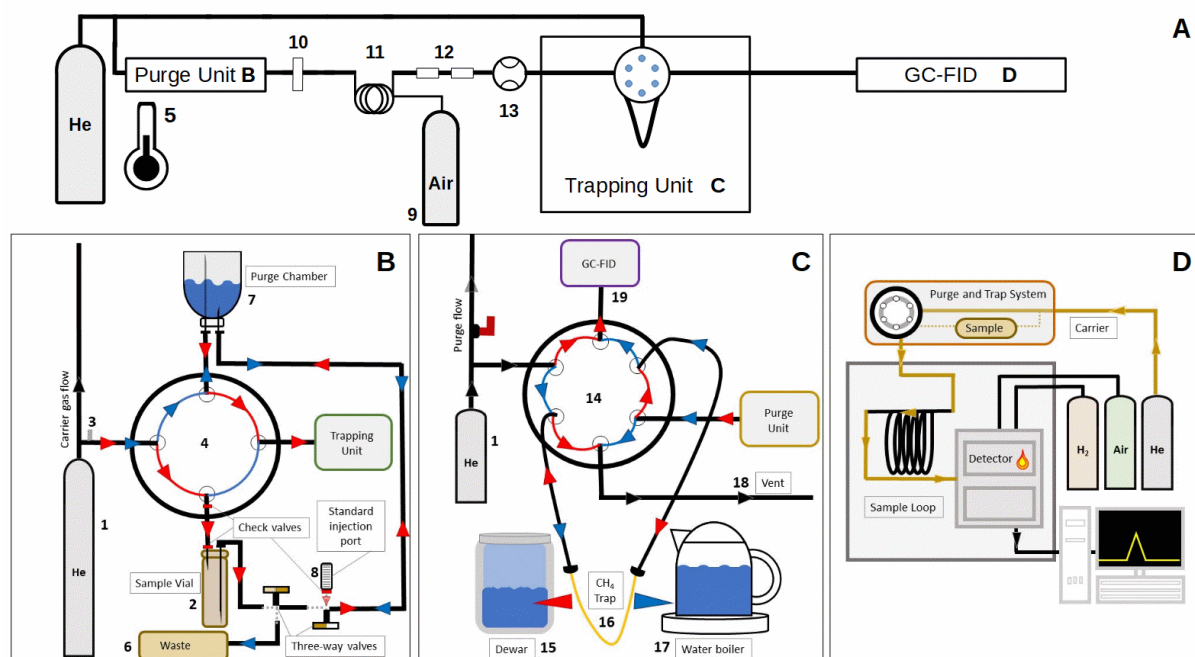 A
10
11
12
Purge Unit B
GC-FID D
He
5
13
Air
Trapping Unit C
9
B
Purge Chamber
7
Carrier gas flow
3
4
Trapping
Unit
1
Check valves
Standard
injection
port
He
Sample Vial
2
8
6
Waste
Three-way valves
C
GC-FID
19
Purge flow
14
1
Purge
Unit
He
18
Vent
CH₄
Trap
16
Dewar
15
17
Water boiler
D
Purge and Trap System
Sample
Carrier
Detector
H₂
Air
He
Sample Loop